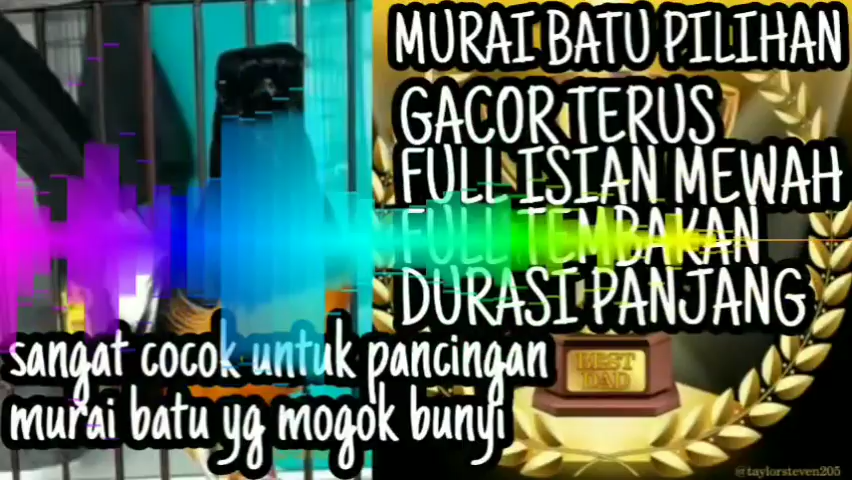 MURAI BATU PILIHAN
GACOR TERUS
FULL ISIAN MEWAH
FULL TEMBAKAN
DURASI PANJANG
sangat cocok untuk pancingan
murai batu yg mogok bunyi
BEST
DAD
@taylorsteven205